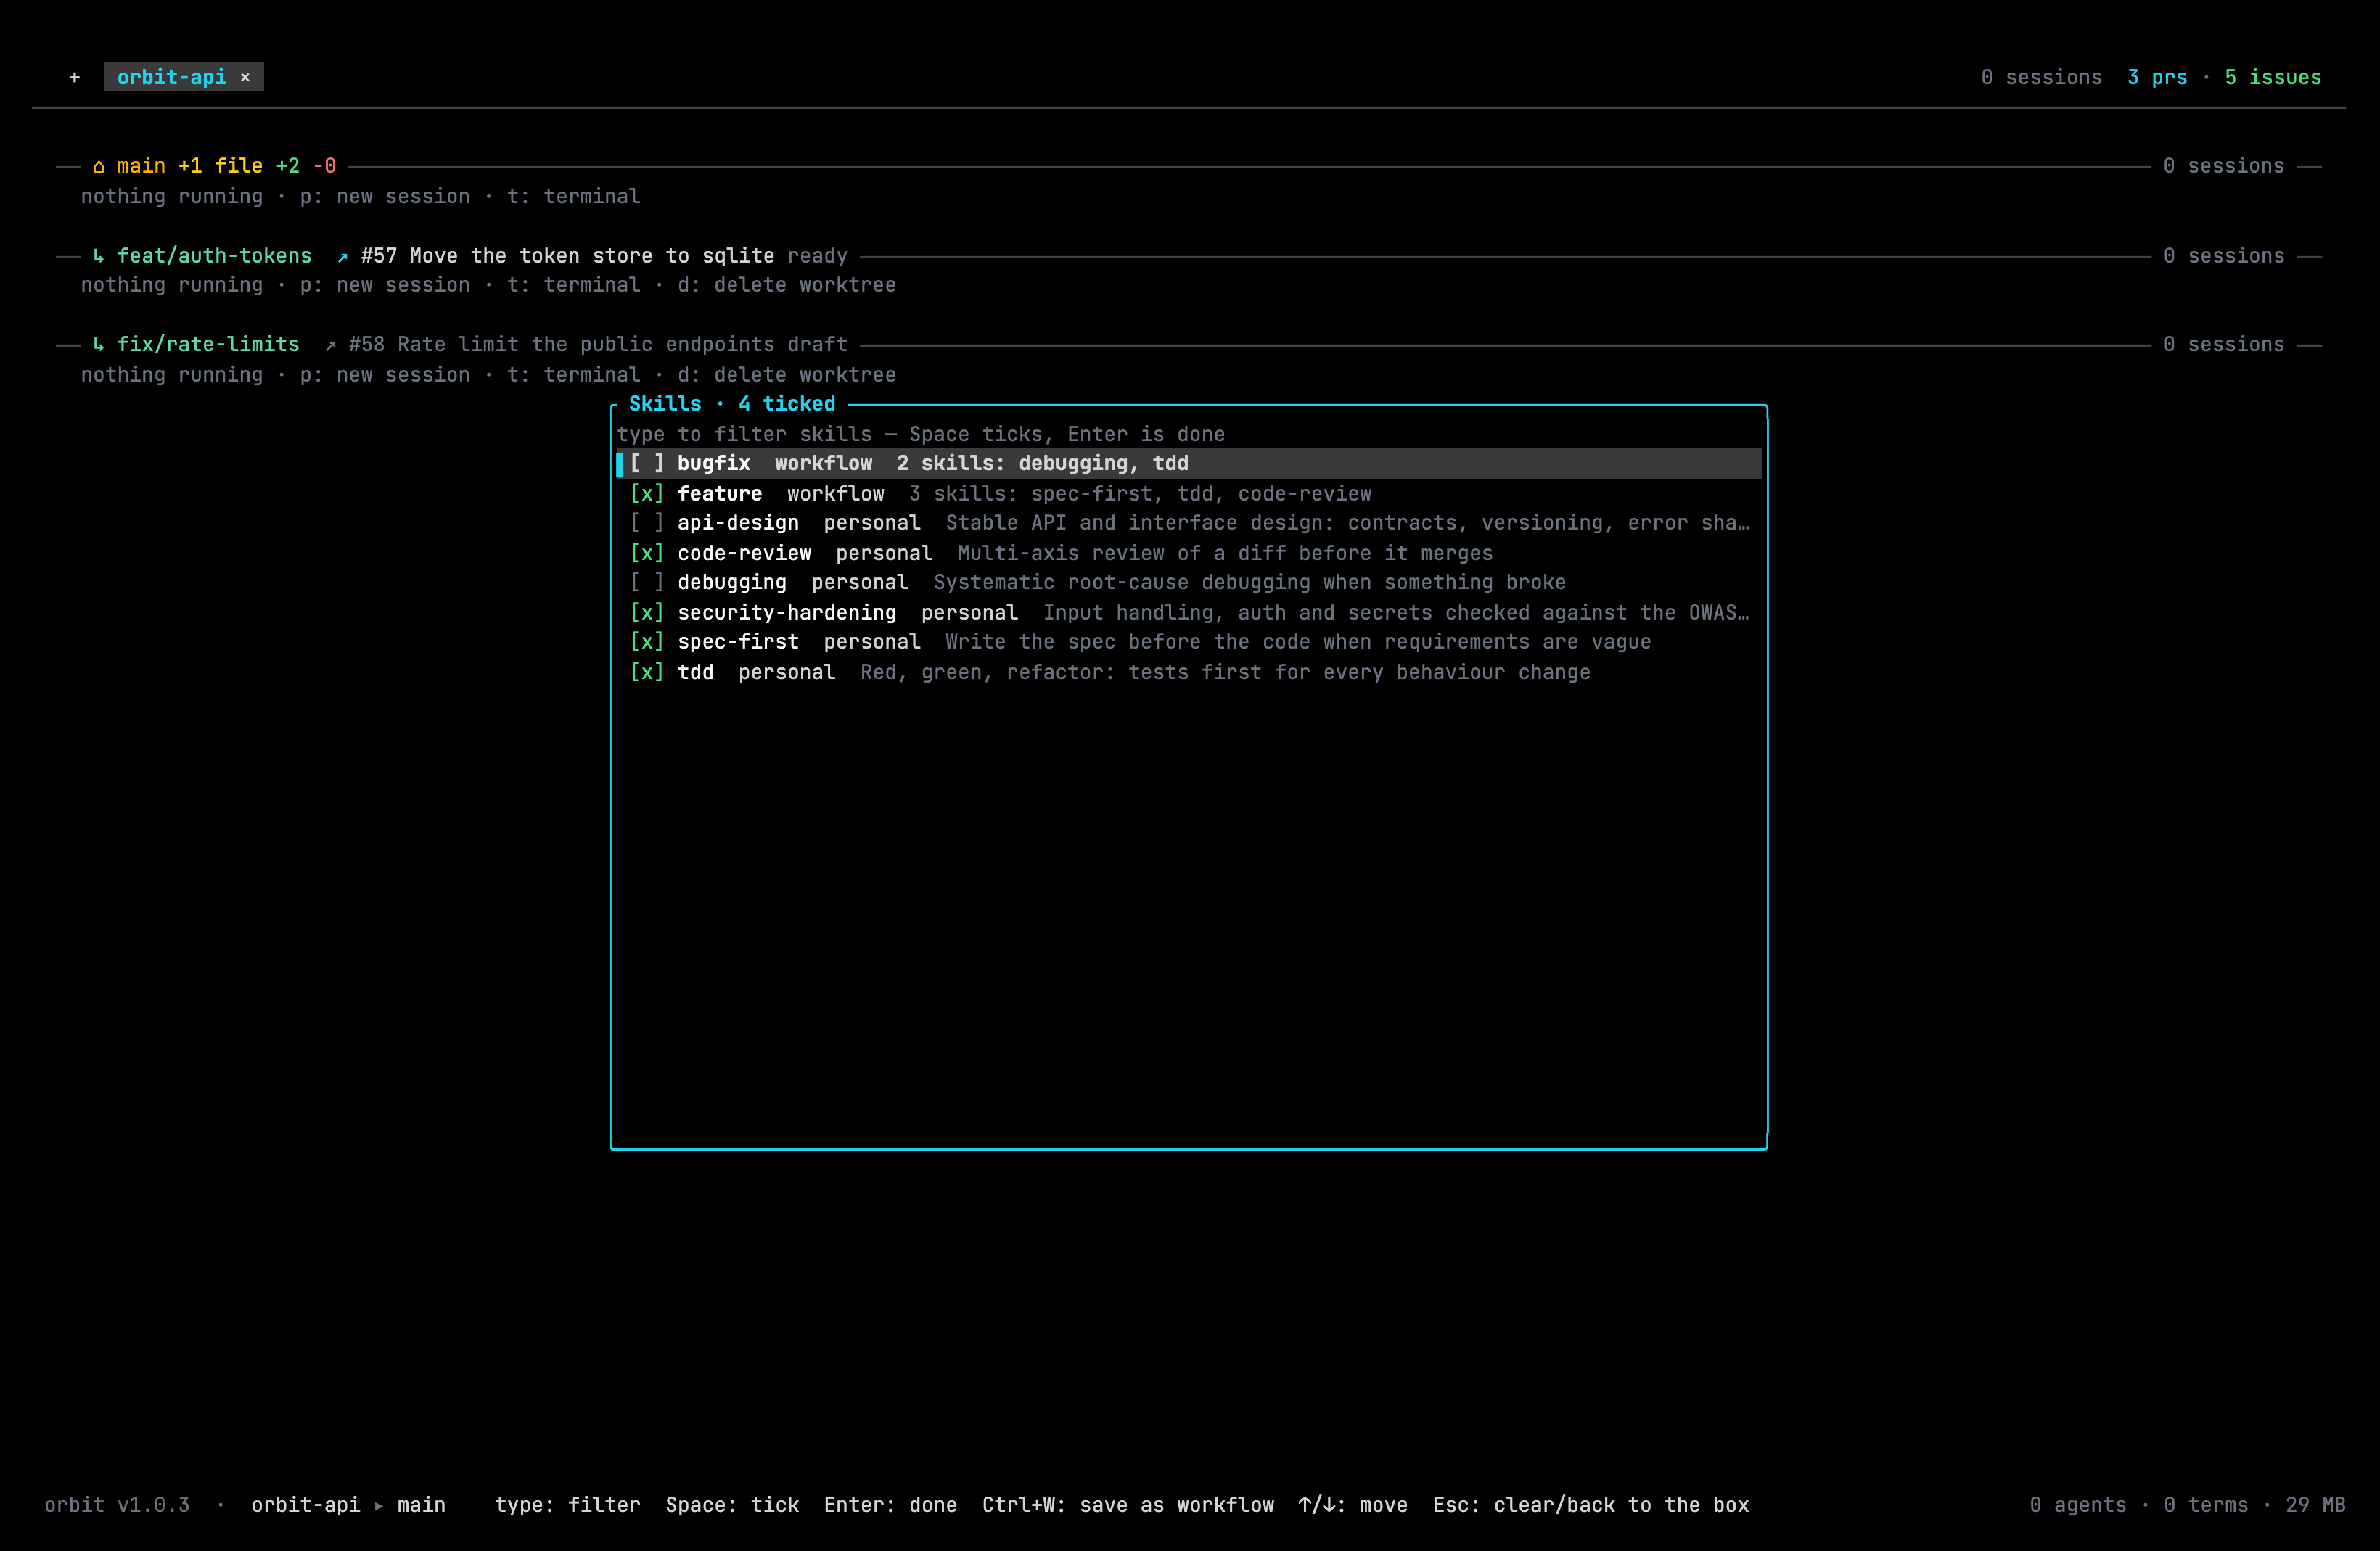 + orbit-api × 0 sessions 3 prs · 5 issues
⌂ main +1 file +2 -0 0 sessions
nothing running · p: new session · t: terminal
↳ feat/auth-tokens ↗ #57 Move the token store to sqlite ready 0 sessions
nothing running · p: new session · t: terminal · d: delete worktree
↳ fix/rate-limits ↗ #58 Rate limit the public endpoints draft 0 sessions
nothing running · p: new session · t: terminal · d: delete worktree
Skills · 4 ticked
type to filter skills — Space ticks, Enter is done
[ ] bugfix workflow 2 skills: debugging, tdd
[x] feature workflow 3 skills: spec-first, tdd, code-review
[ ] api-design personal Stable API and interface design: contracts, versioning, error sha…
[x] code-review personal Multi-axis review of a diff before it merges
[ ] debugging personal Systematic root-cause debugging when something broke
[x] security-hardening personal Input handling, auth and secrets checked against the OWAS…
[x] spec-first personal Write the spec before the code when requirements are vague
[x] tdd personal Red, green, refactor: tests first for every behaviour change
orbit v1.0.3 · orbit-api ▸ main type: filter Space: tick Enter: done Ctrl+W: save as workflow ↑/↓: move Esc: clear/back to the box 0 agents · 0 terms · 29 MB